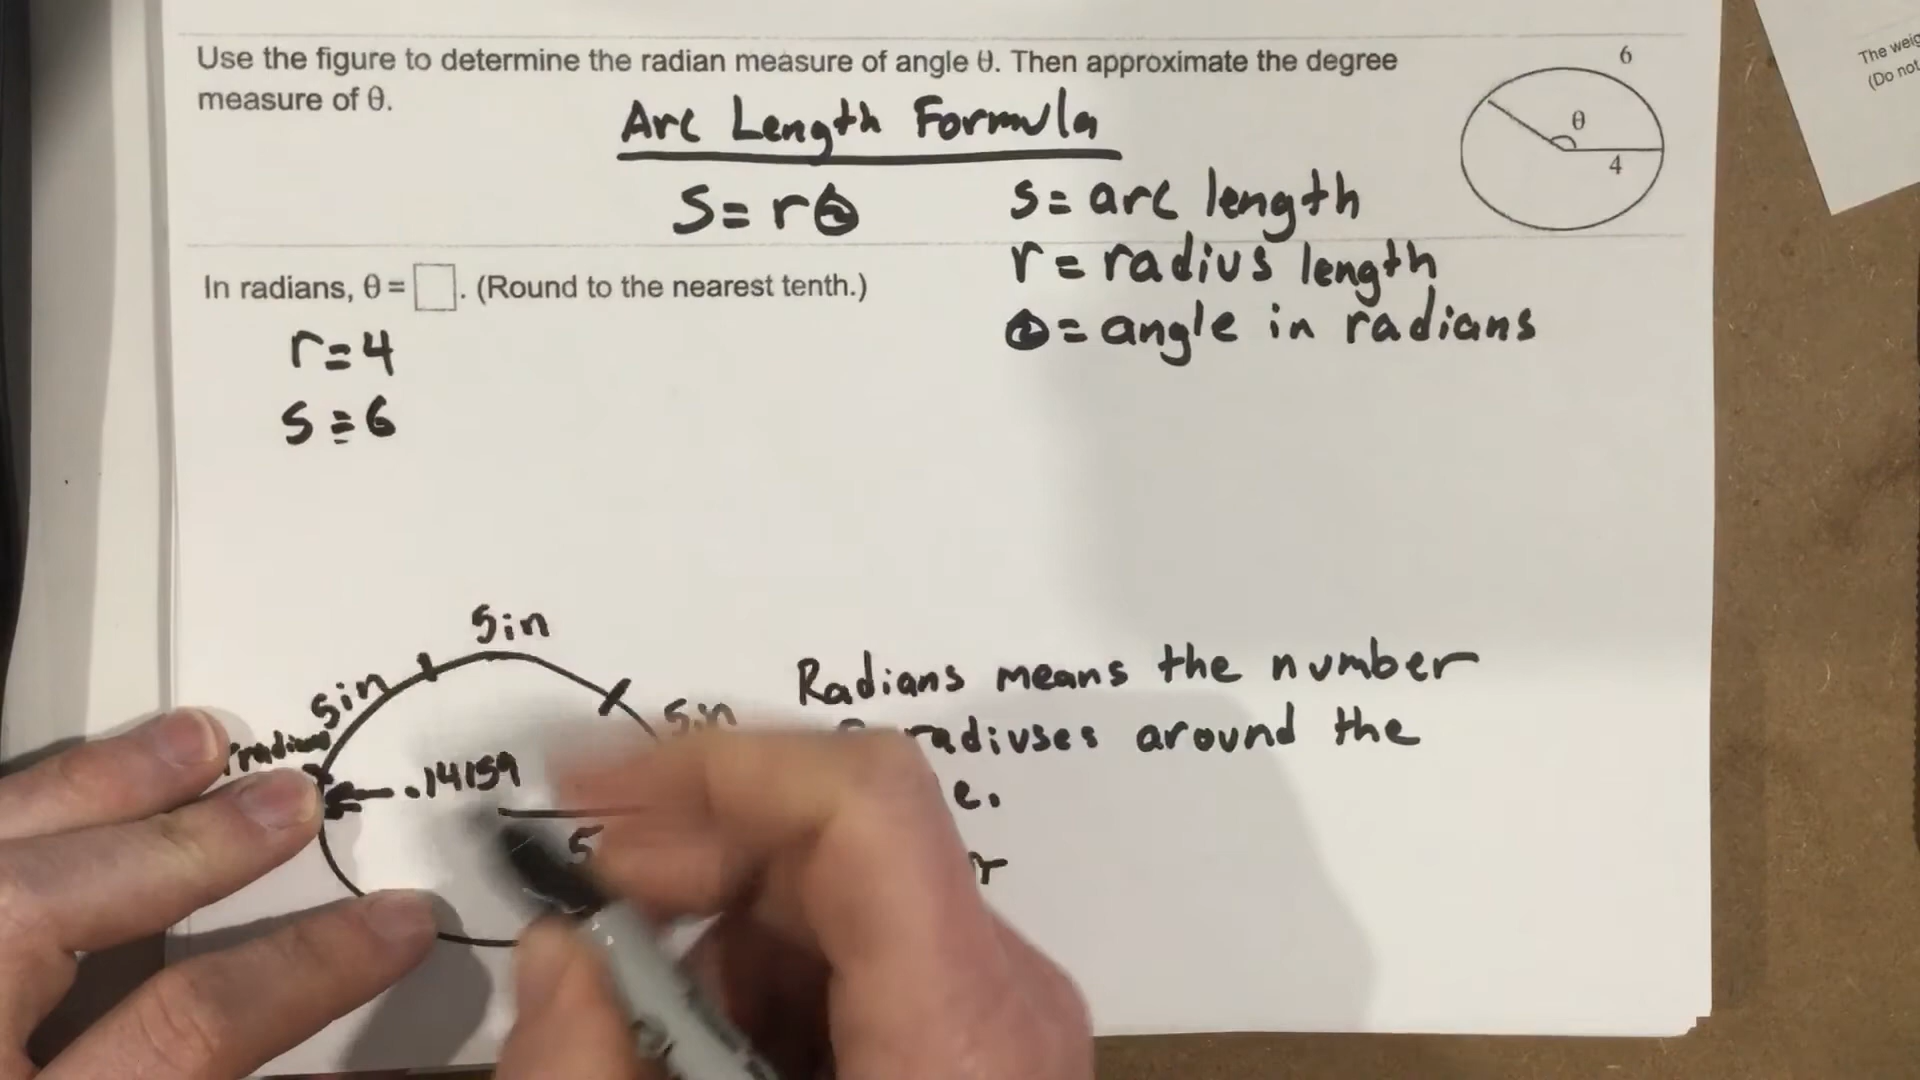 Use the figure to determine the radian measure of angle θ. Then approximate the degree
measure of θ.
6
θ
4
Arc Length Formula
S = rθ
s = arc length
r = radius length
θ = angle in radians
In radians, θ = . (Round to the nearest tenth.)
r = 4
s = 6
The
(Do not
5in
5in
5in
.14159
5
Radians means the number
radiuses around the
e.
r